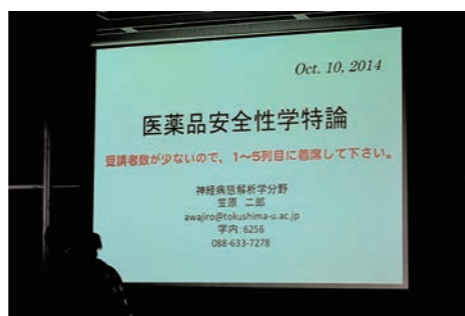 Oct. 10, 2014
医薬品安全性学特論
受講者数が少ないので、1〜5列目に着席して下さい。
神経病態解析学分野
笠原 二郎
awajiro@tokushima-u.ac.jp
学内:6256
088-633-7278